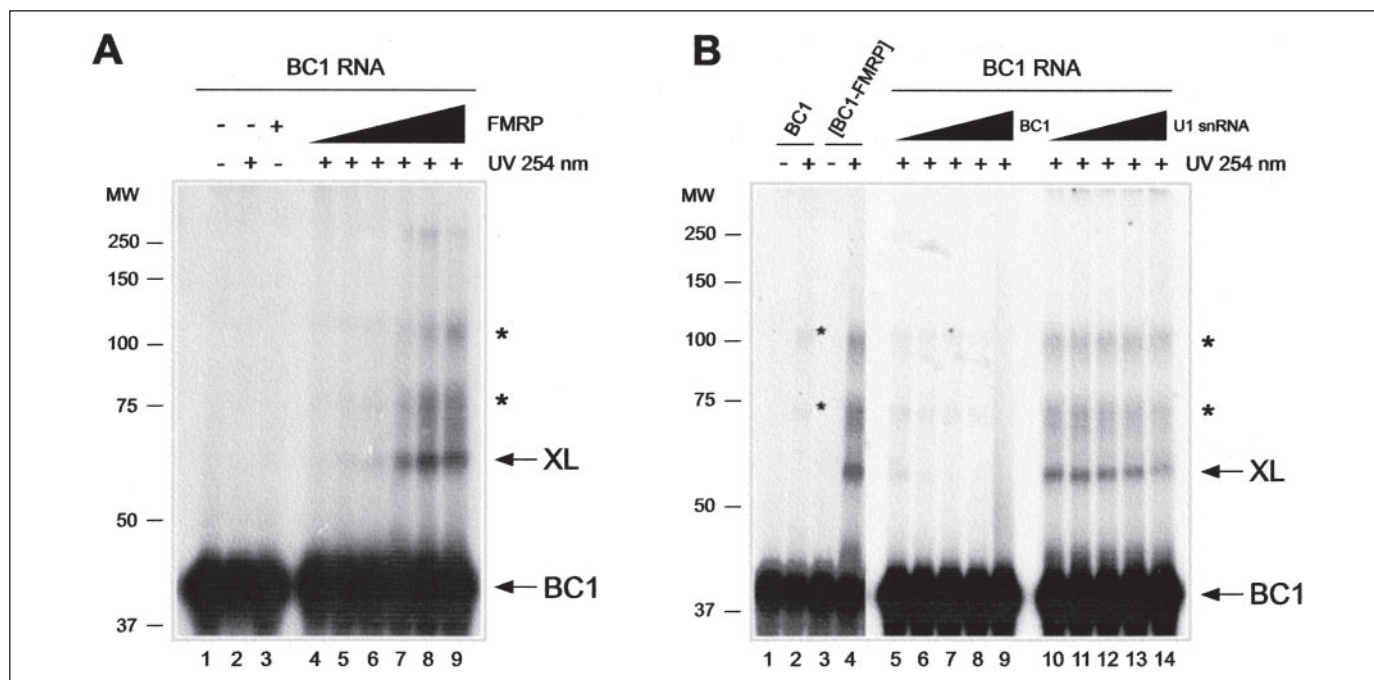 A
BC1 RNA
- - + FMRP
- + - + + + + + + UV 254 nm
MW
250
150
100
75
50
37
*
*
XL
BC1
1 2 3 4 5 6 7 8 9
B
BC1 [BC1-FMRP]
BC1 RNA
BC1 U1 snRNA
- + - + + + + + + + + + + + UV 254 nm
MW
250
150
100
75
50
37
* *
* *
XL
BC1
1 2 3 4 5 6 7 8 9 10 11 12 13 14